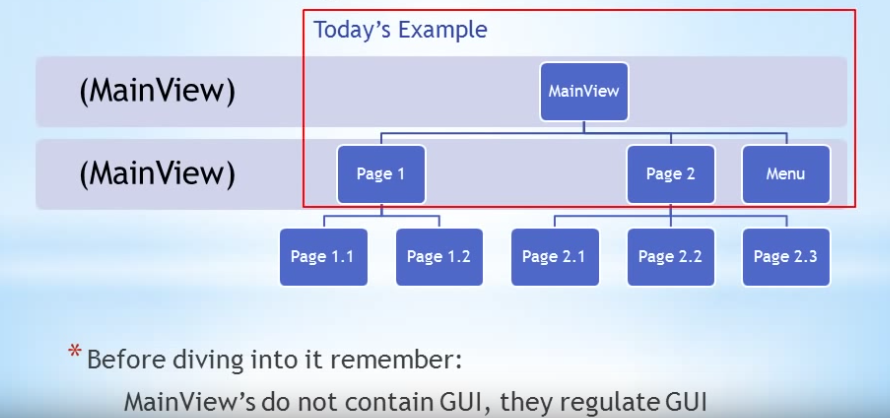 Today's Example
(MainView)
MainView
(MainView)
Page 1
Page 2
Menu
Page 1.1
Page 1.2
Page 2.1
Page 2.2
Page 2.3
* Before diving into it remember:
MainView's do not contain GUI, they regulate GUI